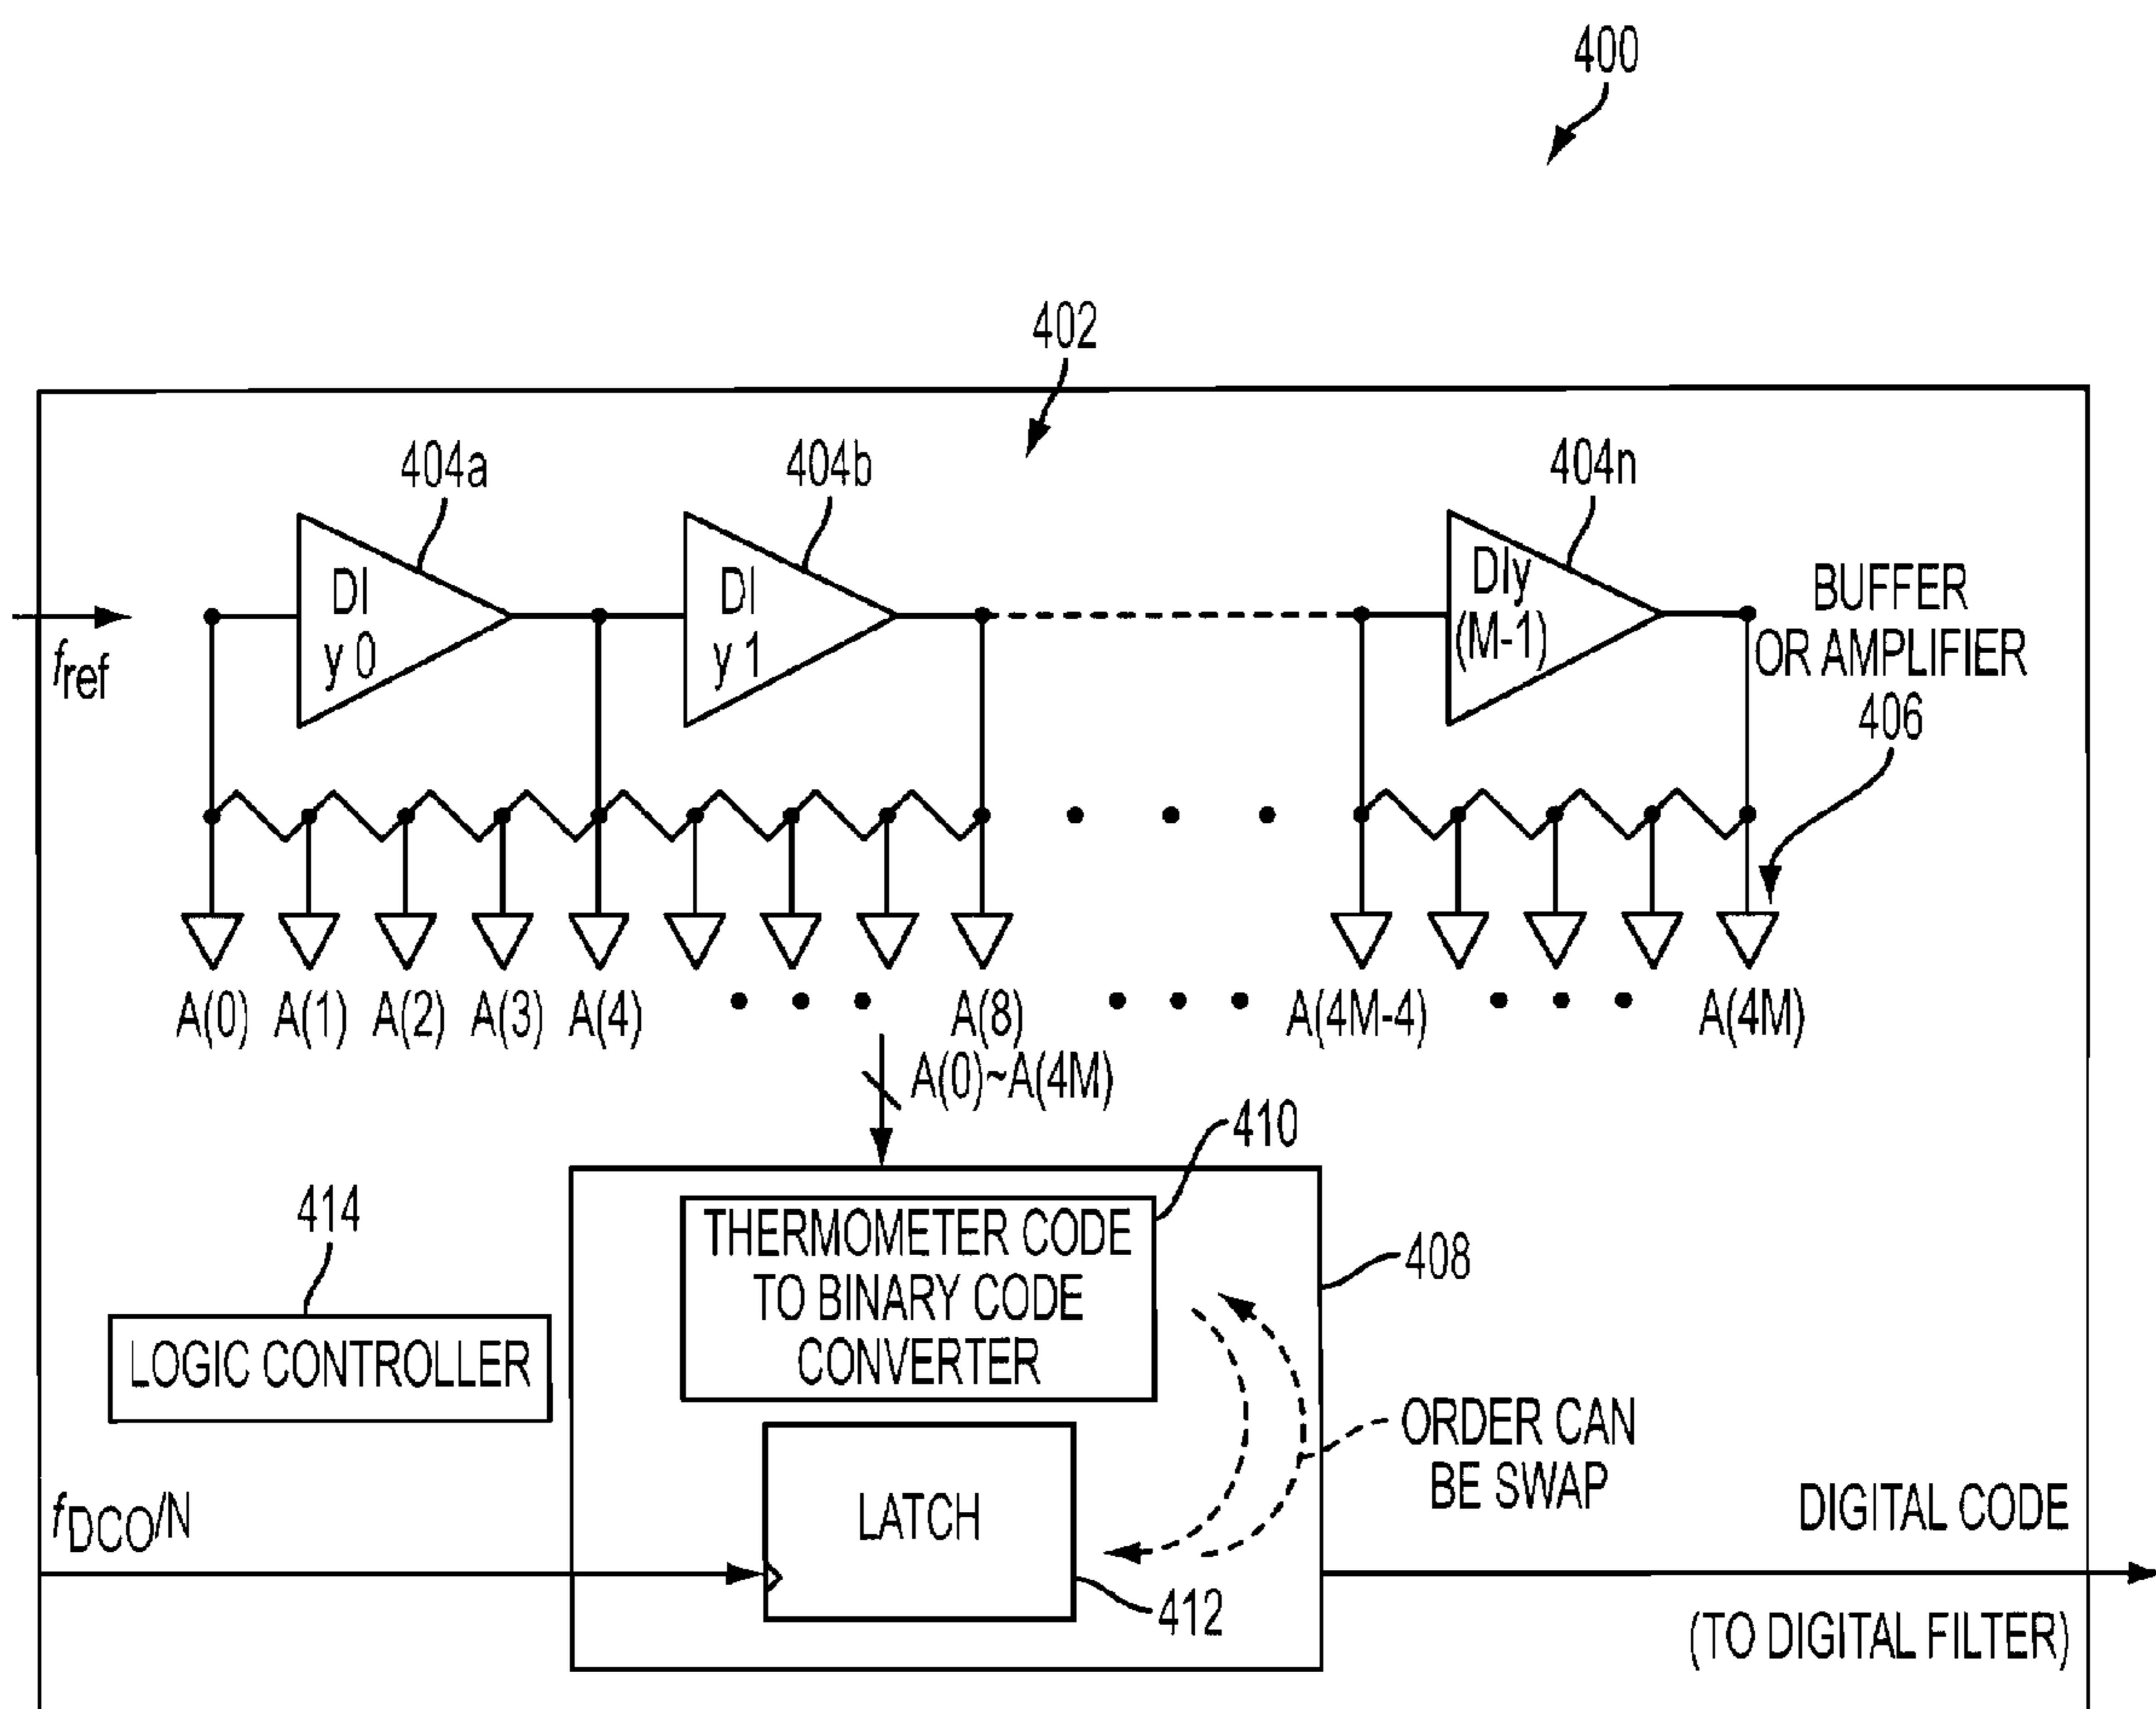 400
402
404a
404b
404n
DI
y 0
DI
y 1
Dly
(M-1)
BUFFER
OR AMPLIFIER
406
fref
A(0) A(1) A(2) A(3) A(4) • • • A(8) • • • A(4M-4) • • • A(4M)
A(0)~A(4M)
410
414
THERMOMETER CODE
TO BINARY CODE
CONVERTER
408
LOGIC CONTROLLER
ORDER CAN
BE SWAP
fDCO/N
LATCH
DIGITAL CODE
412
(TO DIGITAL FILTER)